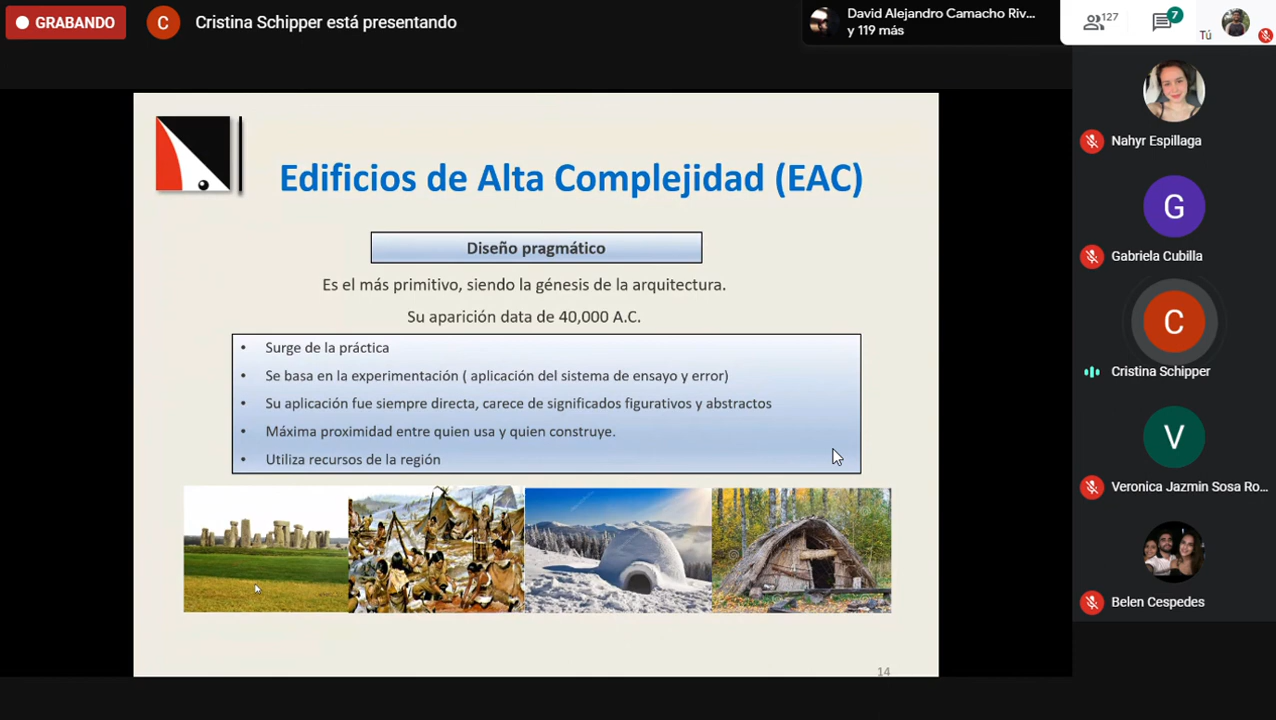 GRABANDO
C
Cristina Schipper está presentando
David Alejandro Camacho Riv...
y 119 más
127
7
Tú
Edificios de Alta Complejidad (EAC)
Diseño pragmático
Es el más primitivo, siendo la génesis de la arquitectura.
Su aparición data de 40,000 A.C.
• Surge de la práctica
• Se basa en la experimentación ( aplicación del sistema de ensayo y error)
• Su aplicación fue siempre directa, carece de significados figurativos y abstractos
• Máxima proximidad entre quien usa y quien construye.
• Utiliza recursos de la región
14
Nahyr Espillaga
G
Gabriela Cubilla
C
Cristina Schipper
V
Veronica Jazmin Sosa Ro...
Belen Cespedes